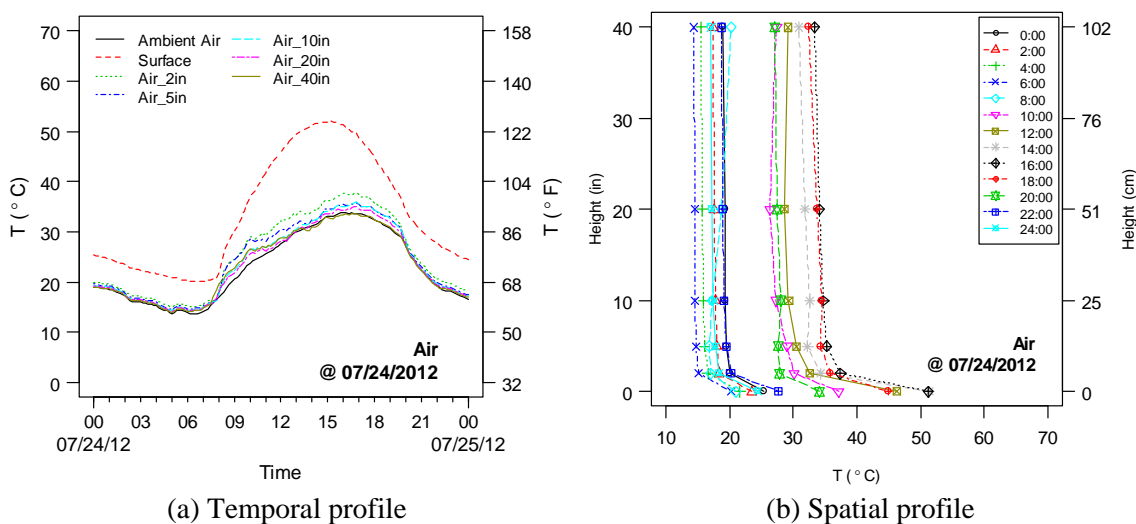 70
60
50
40
30
20
10
0
T ( ° C)
158
140
122
104
86
68
50
32
T ( ° F)
Ambient Air
Surface
Air_2in
Air_5in
Air_10in
Air_20in
Air_40in
Air
@ 07/24/2012
00 03 06 09 12 15 18 21 00
07/24/12 07/25/12
Time
(a) Temporal profile
40
30
20
10
0
Height (in)
102
76
51
25
0
Height (cm)
0:00
2:00
4:00
6:00
8:00
10:00
12:00
14:00
16:00
18:00
20:00
22:00
24:00
Air
@ 07/24/2012
10 20 30 40 50 60 70
T ( ° C)
(b) Spatial profile